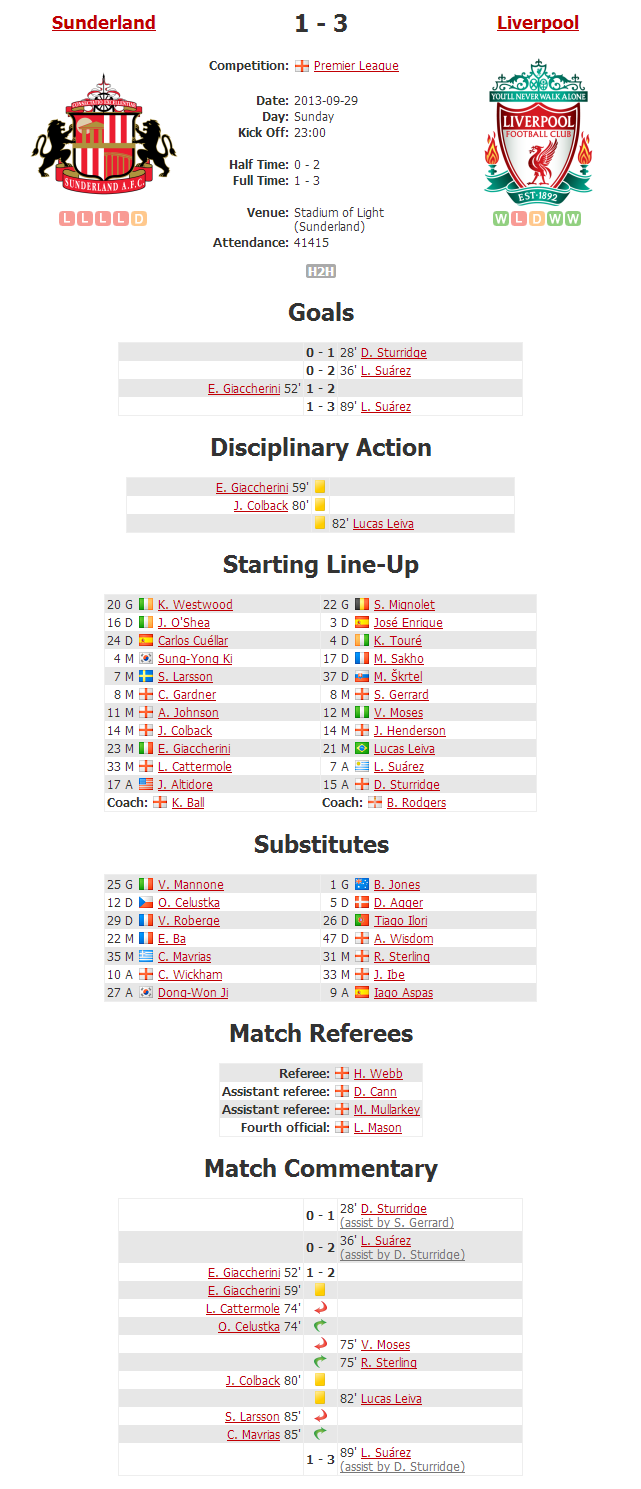 Sunderland 1 - 3 Liverpool
Competition: Premier League
CONSECTATIO EXCELLENTIAE
SUNDERLAND A.F.C.
YOU'LL NEVER WALK ALONE
LIVERPOOL
FOOTBALL CLUB
EST·1892
Date: 2013-09-29
Day: Sunday
Kick Off: 23:00
Half Time: 0 - 2
Full Time: 1 - 3
L L L L D
W L D W W
Venue: Stadium of Light
(Sunderland)
Attendance: 41415
H2H
Goals
0 - 1 28' D. Sturridge
0 - 2 36' L. Suárez
E. Giaccherini 52' 1 - 2
1 - 3 89' L. Suárez
Disciplinary Action
E. Giaccherini 59'
J. Colback 80'
82' Lucas Leiva
Starting Line-Up
20 G K. Westwood 22 G S. Mignolet
16 D J. O'Shea 3 D José Enrique
24 D Carlos Cuéllar 4 D K. Touré
4 M Sung-Yong Ki 17 D M. Sakho
7 M S. Larsson 37 D M. Škrtel
8 M C. Gardner 8 M S. Gerrard
11 M A. Johnson 12 M V. Moses
14 M J. Colback 14 M J. Henderson
23 M E. Giaccherini 21 M Lucas Leiva
33 M L. Cattermole 7 A L. Suárez
17 A J. Altidore 15 A D. Sturridge
Coach: K. Ball Coach: B. Rodgers
Substitutes
25 G V. Mannone 1 G B. Jones
12 D O. Celustka 5 D D. Agger
29 D V. Roberge 26 D Tiago Ilori
22 M E. Ba 47 D A. Wisdom
35 M C. Mavrias 31 M R. Sterling
10 A C. Wickham 33 M J. Ibe
27 A Dong-Won Ji 9 A Iago Aspas
Match Referees
Referee: H. Webb
Assistant referee: D. Cann
Assistant referee: M. Mullarkey
Fourth official: L. Mason
Match Commentary
0 - 1 28' D. Sturridge
(assist by S. Gerrard)
0 - 2 36' L. Suárez
(assist by D. Sturridge)
E. Giaccherini 52' 1 - 2
E. Giaccherini 59'
L. Cattermole 74'
O. Celustka 74'
75' V. Moses
75' R. Sterling
J. Colback 80'
82' Lucas Leiva
S. Larsson 85'
C. Mavrias 85'
1 - 3 89' L. Suárez
(assist by D. Sturridge)